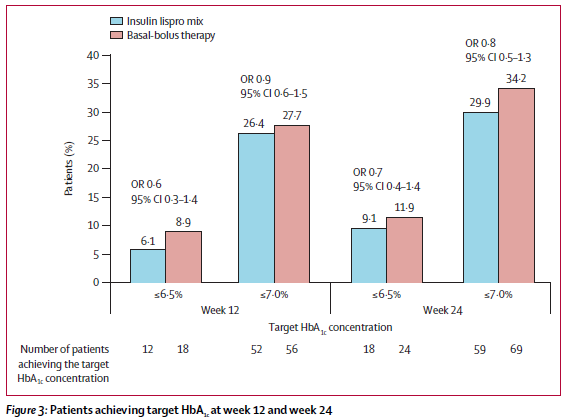 Insulin lispro mix
Basal-bolus therapy
Patients (%)
40
35
30
25
20
15
10
5
0
OR 0·6
95% CI 0·3–1·4
6·1
8·9
OR 0·9
95% CI 0·6–1·5
26·4
27·7
OR 0·7
95% CI 0·4–1·4
9·1
11·9
OR 0·8
95% CI 0·5–1·3
29·9
34·2
≤6·5% ≤7·0% ≤6·5% ≤7·0%
Week 12 Week 24
Target HbA1c concentration
Number of patients 12 18 52 56 18 24 59 69
achieving the target
HbA1c concentration
Figure 3: Patients achieving target HbA1c at week 12 and week 24